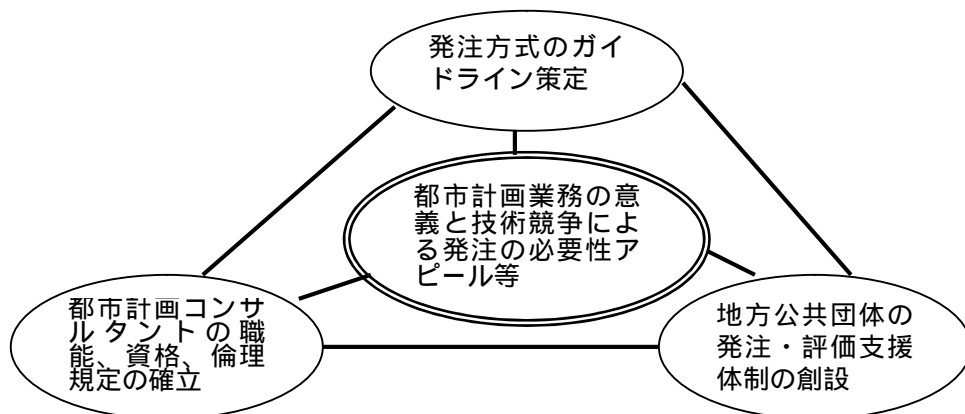 発注方式のガイ
ドライン策定
都市計画業務の意
義と技術競争によ
る発注の必要性ア
ピール等
都市計画コンサ
ルタントの職
能、資格、倫理
規定の確立
地方公共団体の
発注・評価支援
体制の創設